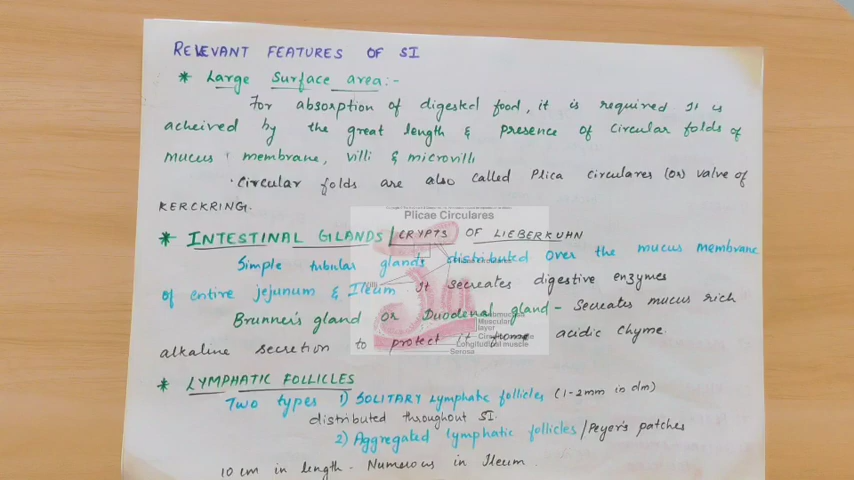 RELEVANT FEATURES OF SI
* Large Surface area:-
For absorption of digested food, it is required It is
acheived by the great length & presence of Circular folds of
mucus membrane, villi & microvilli
· Circular folds are also called Plica circulares (or) valve of
KERCKRING.
Plicae Circulares
* INTESTINAL GLANDS / CRYPTS OF LIEBERKUHN
Simple tubular glands distributed over the mucus membrane
of entire jejunum & Ileum It secreates digestive enzymes
Brunner's gland or Duodenal gland - Secreates mucus rich
Muscular
layer
alkaline secretion to protect it from acidic chyme
Longitudinal muscle
Serosa
* LYMPHATIC FOLLICLES
Two types 1) SOLITARY lymphatic follicles (1-2mm in dm)
distributed throughout SI.
2) Aggregated lymphatic follicles / Peyer's patches
10 cm in length - Numerous in Ileum